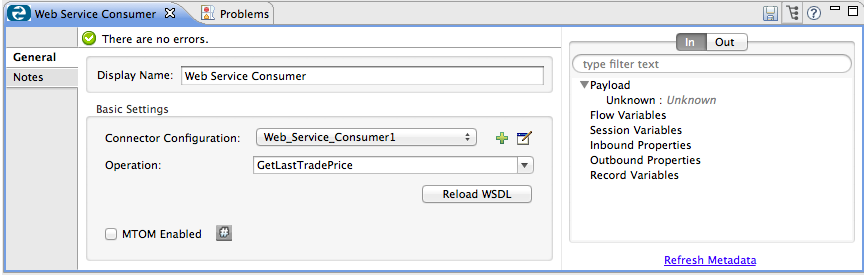 Web Service Consumer
Problems
There are no errors.
General
Notes
Display Name: Web Service Consumer
Basic Settings
Connector Configuration: Web_Service_Consumer1
Operation: GetLastTradePrice
Reload WSDL
MTOM Enabled
In Out
type filter text
Payload
Unknown : Unknown
Flow Variables
Session Variables
Inbound Properties
Outbound Properties
Record Variables
Refresh Metadata